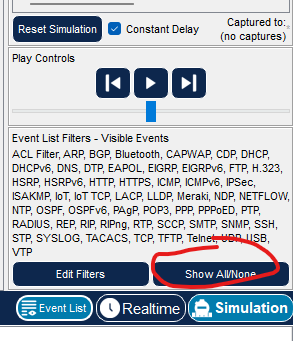 Reset Simulation
Constant Delay
Captured to:
(no captures)
Play Controls
Event List Filters - Visible Events
ACL Filter, ARP, BGP, Bluetooth, CAPWAP, CDP, DHCP,
DHCPv6, DNS, DTP, EAPOL, EIGRP, EIGRPv6, FTP, H.323,
HSRP, HSRPv6, HTTP, HTTPS, ICMP, ICMPv6, IPSec,
ISAKMP, IoT, IoT TCP, LACP, LLDP, Meraki, NDP, NETFLOW,
NTP, OSPF, OSPFv6, PAgP, POP3, PPP, PPPoED, PTP,
RADIUS, REP, RIP, RIPng, RTP, SCCP, SMTP, SNMP, SSH,
STP, SYSLOG, TACACS, TCP, TFTP, Telnet, UDP, USB,
VTP
Edit Filters
Show All/None
Event List
Realtime
Simulation